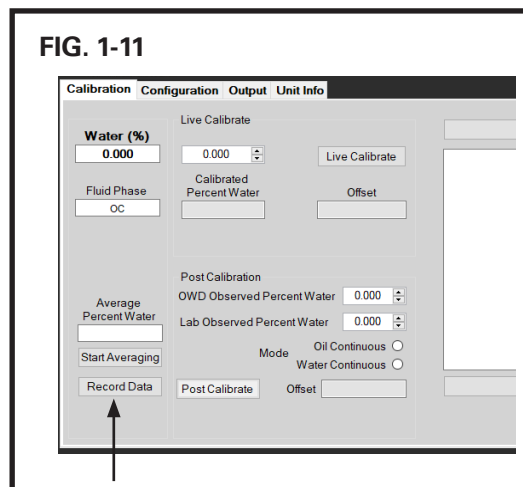 FIG. 1-11
Calibration Configuration Output Unit Info
Water (%)
0.000
Fluid Phase
OC
Average
Percent Water
Start Averaging
Record Data
Live Calibrate
0.000
Live Calibrate
Calibrated
Percent Water
Offset
Post Calibration
OWD Observed Percent Water 0.000
Lab Observed Percent Water 0.000
Mode
Oil Continuous
Water Continuous
Post Calibrate
Offset